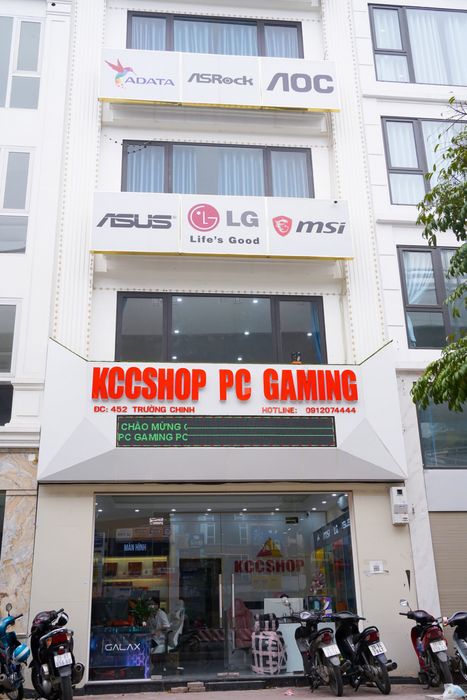 ADATA ASRock AOC
ASUS LG msi
Life's Good
KCCSHOP PC GAMING
ĐC: 452 TRƯỜNG CHINH HOTLINE: 0912074444
CHÀO MỪNG
PC GAMING PC
MÀN HÌNH
KCCSHOP
GALAX